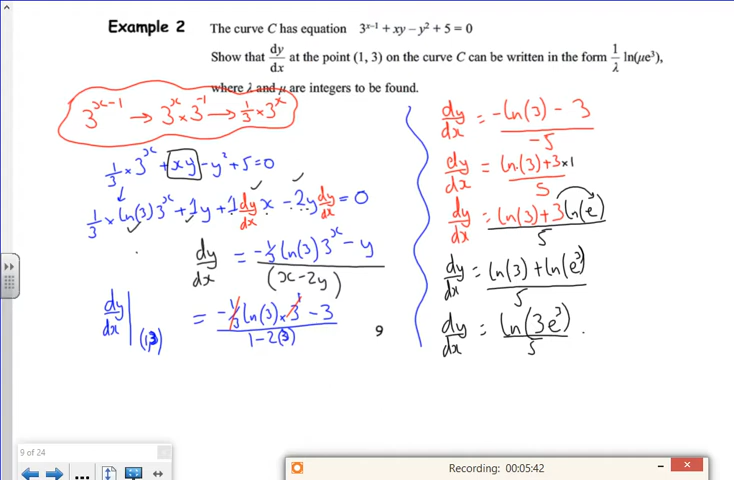 Example 2 The curve C has equation 3^{x-1} + xy - y² + 5 = 0
Show that dy/dx at the point (1, 3) on the curve C can be written in the form 1/λ ln(μe³),
where λ and μ are integers to be found.
3^{x-1} → 3^x × 3^{-1} → 1/3 × 3^x
1/3 × 3^x + xy - y² + 5 = 0
1/3 × ln(3) 3^x + 1y + 1 dy/dx x - 2y dy/dx = 0
dy/dx = (-1/3 ln(3) 3^x - y) / (x - 2y)
dy/dx |(1,3) = (-1/3 ln(3) × 3^1 - 3) / (1 - 2(3))
9
dy/dx = (-ln(3) - 3) / -5
dy/dx = (ln(3) + 3 × 1) / 5
dy/dx = (ln(3) + 3 ln(e)) / 5
dy/dx = (ln(3) + ln(e³)) / 5
dy/dx = ln(3e³) / 5 .
9 of 24
Recording: 00:05:42